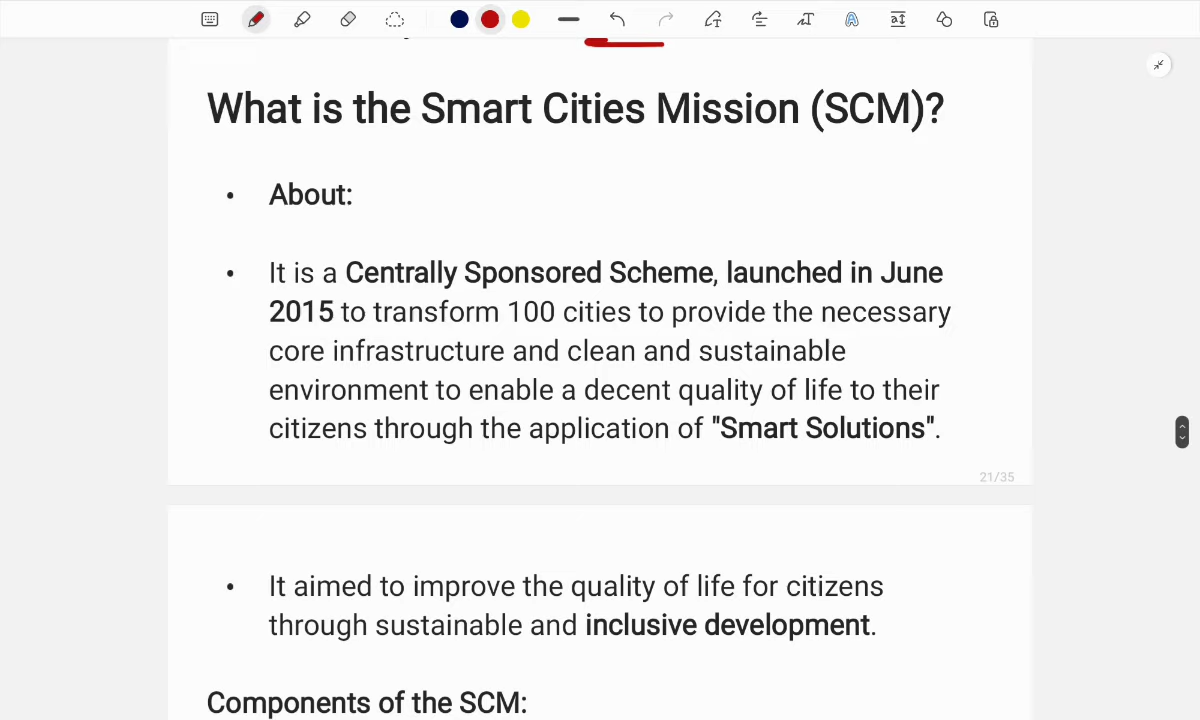 What is the Smart Cities Mission (SCM)?
• About:
• It is a Centrally Sponsored Scheme, launched in June
2015 to transform 100 cities to provide the necessary
core infrastructure and clean and sustainable
environment to enable a decent quality of life to their
citizens through the application of "Smart Solutions".
21/35
• It aimed to improve the quality of life for citizens
through sustainable and inclusive development.
Components of the SCM: